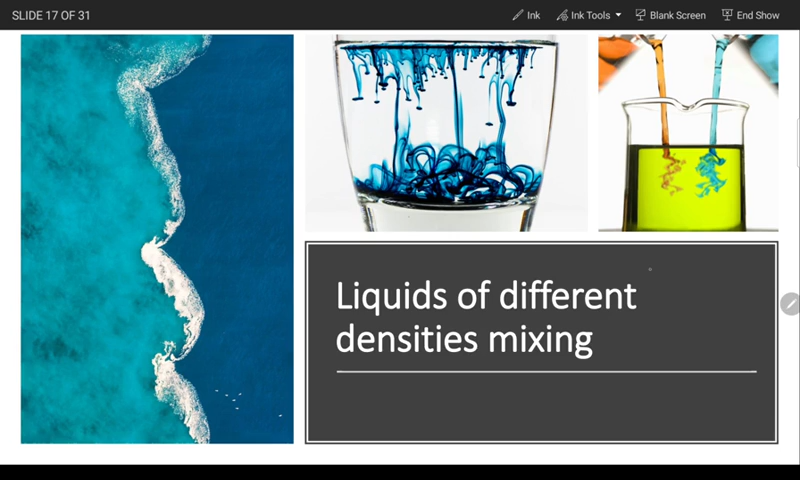 SLIDE 17 OF 31
Ink
Ink Tools
Blank Screen
End Show
Liquids of different
densities mixing